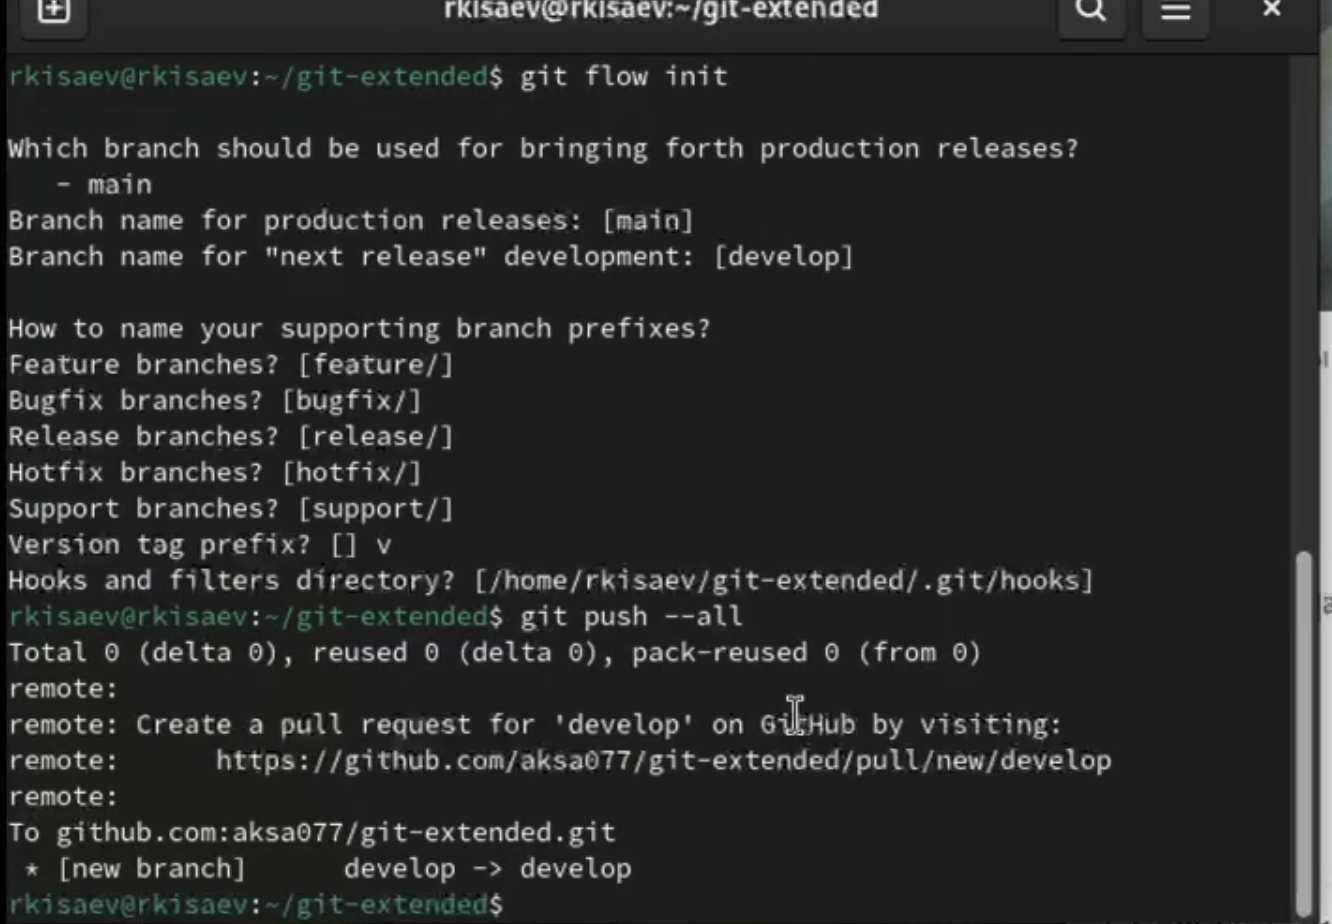 rkisaev@rkisaev:~/git-extended
rkisaev@rkisaev:~/git-extended$ git flow init
Which branch should be used for bringing forth production releases?
   - main
Branch name for production releases: [main]
Branch name for "next release" development: [develop]
How to name your supporting branch prefixes?
Feature branches? [feature/]
Bugfix branches? [bugfix/]
Release branches? [release/]
Hotfix branches? [hotfix/]
Support branches? [support/]
Version tag prefix? [] v
Hooks and filters directory? [/home/rkisaev/git-extended/.git/hooks]
rkisaev@rkisaev:~/git-extended$ git push --all
Total 0 (delta 0), reused 0 (delta 0), pack-reused 0 (from 0)
remote:
remote: Create a pull request for 'develop' on GitHub by visiting:
remote:      https://github.com/aksa077/git-extended/pull/new/develop
remote:
To github.com:aksa077/git-extended.git
 * [new branch]      develop -> develop
rkisaev@rkisaev:~/git-extended$